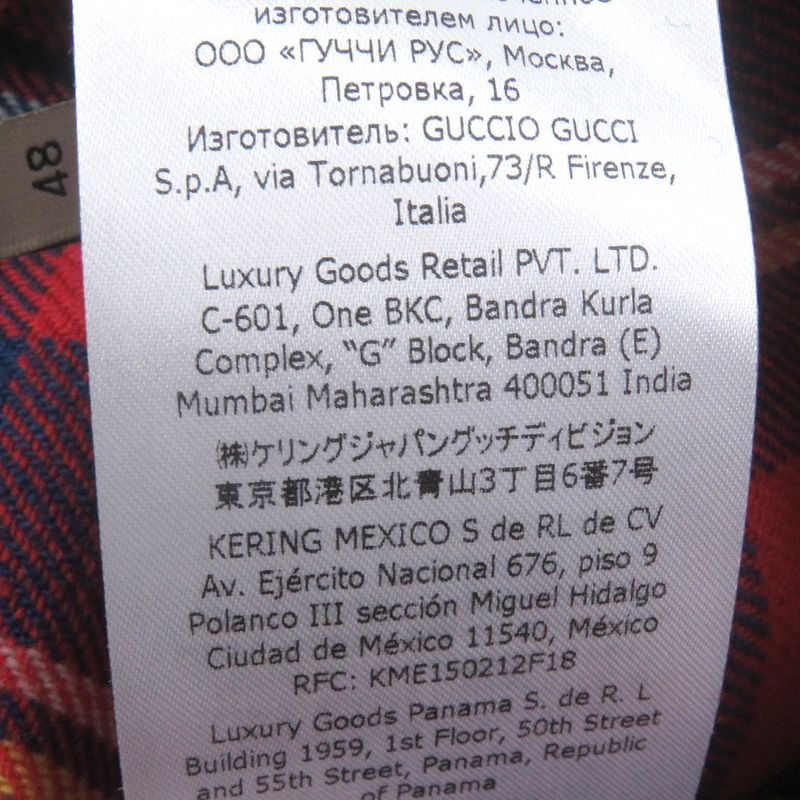 изготовителем лицо:
ООО «ГУЧЧИ РУС», Москва,
Петровка, 16
Изготовитель: GUCCIO GUCCI
S.p.A, via Tornabuoni,73/R Firenze,
Italia
Luxury Goods Retail PVT. LTD.
C-601, One BKC, Bandra Kurla
Complex, “G” Block, Bandra (E)
Mumbai Maharashtra 400051 India
㈱ケリングジャパングッチディビジョン
東京都港区北青山3丁目6番7号
KERING MEXICO S de RL de CV
Av. Ejército Nacional 676, piso 9
Polanco III sección Miguel Hidalgo
Ciudad de México 11540, México
RFC: KME150212F18
Luxury Goods Panama S. de R. L
Building 1959, 1st Floor, 50th Street
and 55th Street, Panama, Republic
of Panama
48